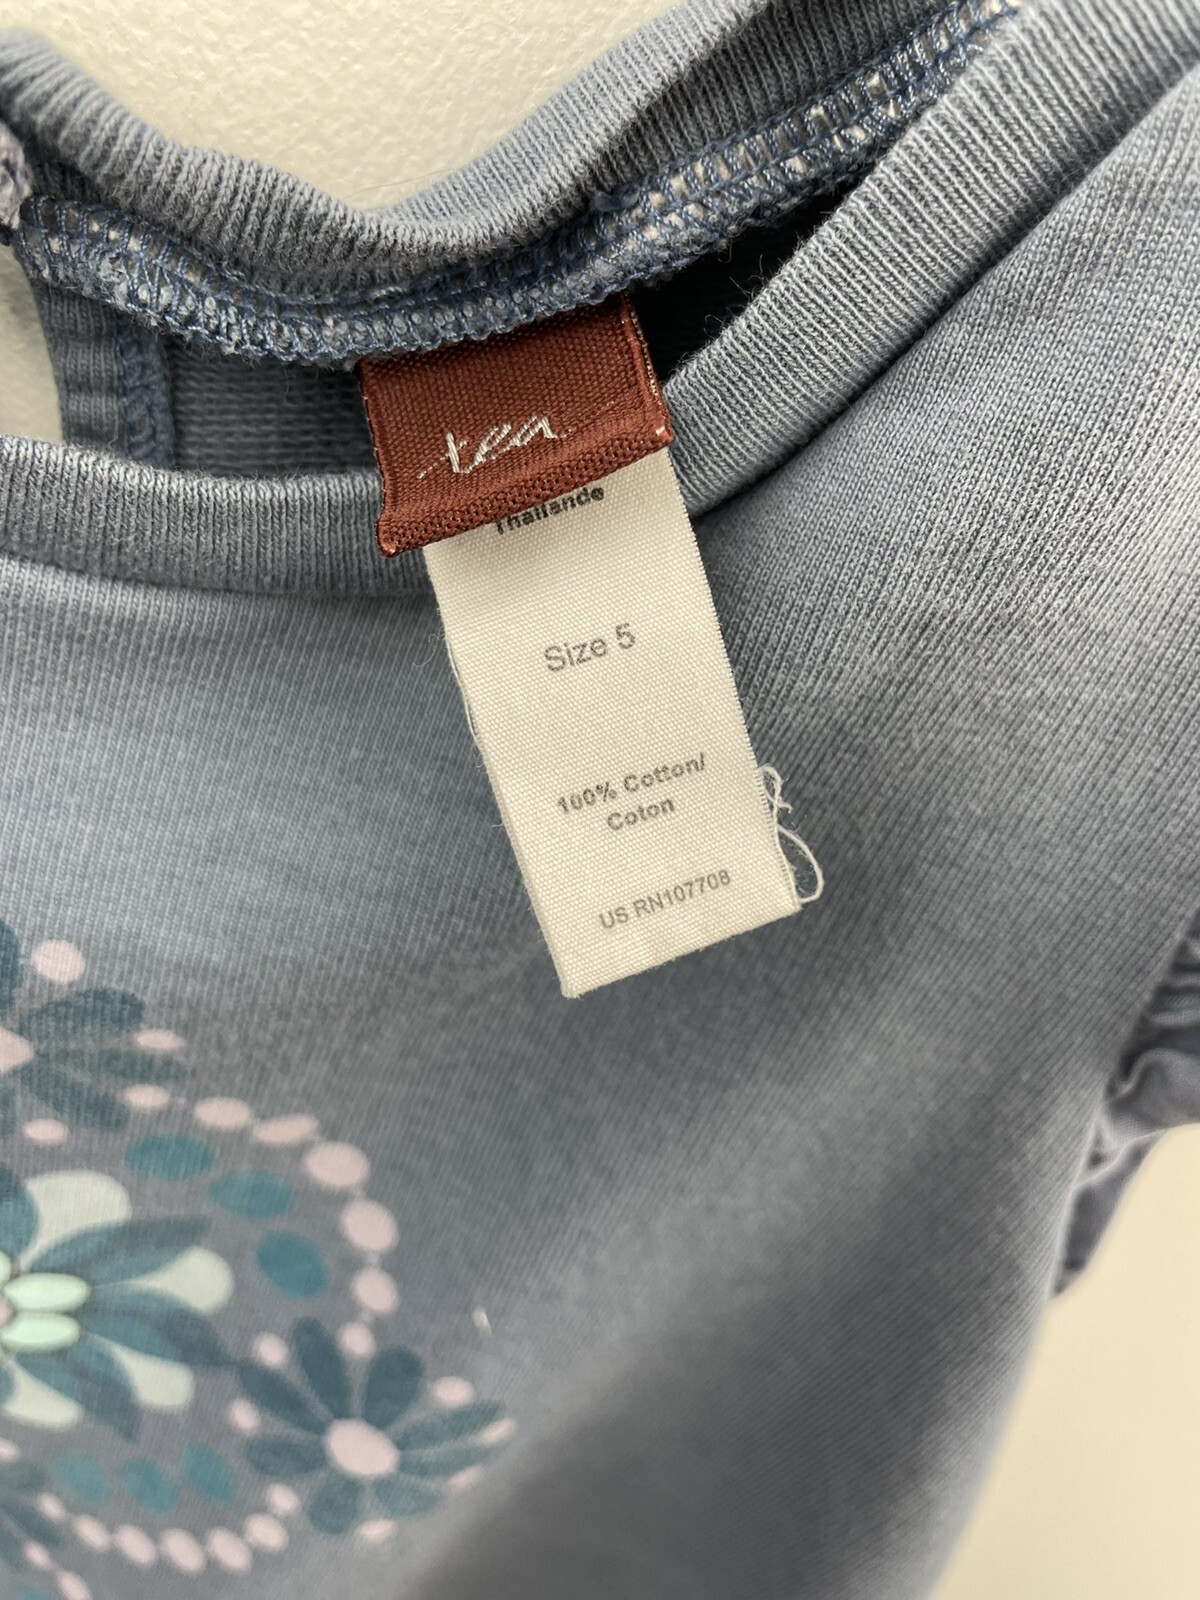 tea
Thaïlande
Size 5
100% Cotton/
Coton
US RN107708